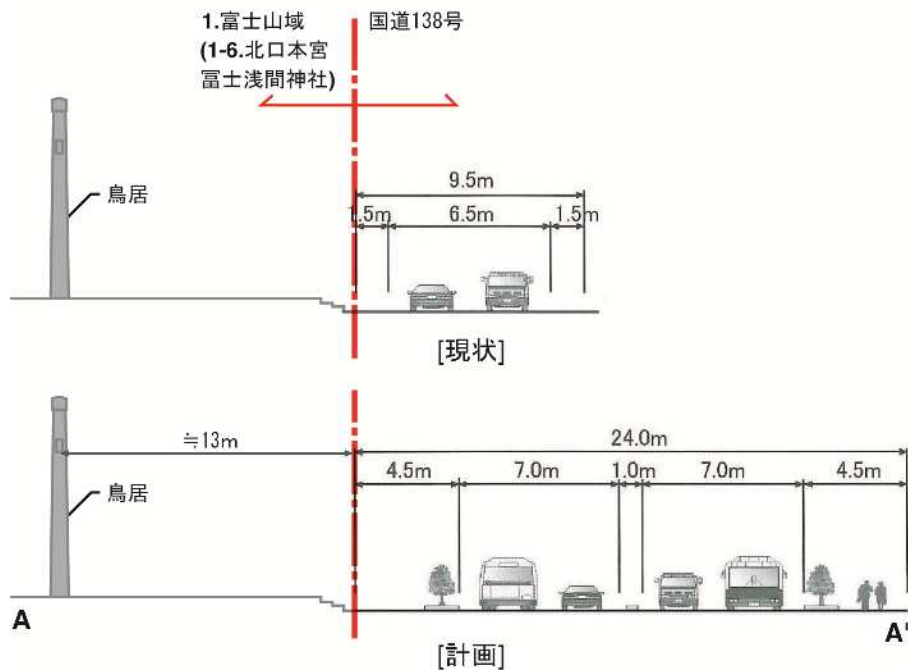 1.富士山域
(1-6.北口本宮
冨士浅間神社)
国道138号
鳥居
9.5m
1.5m
6.5m
1.5m
[現状]
≒13m
24.0m
4.5m
7.0m
1.0m
7.0m
4.5m
鳥居
A
A'
[計画]